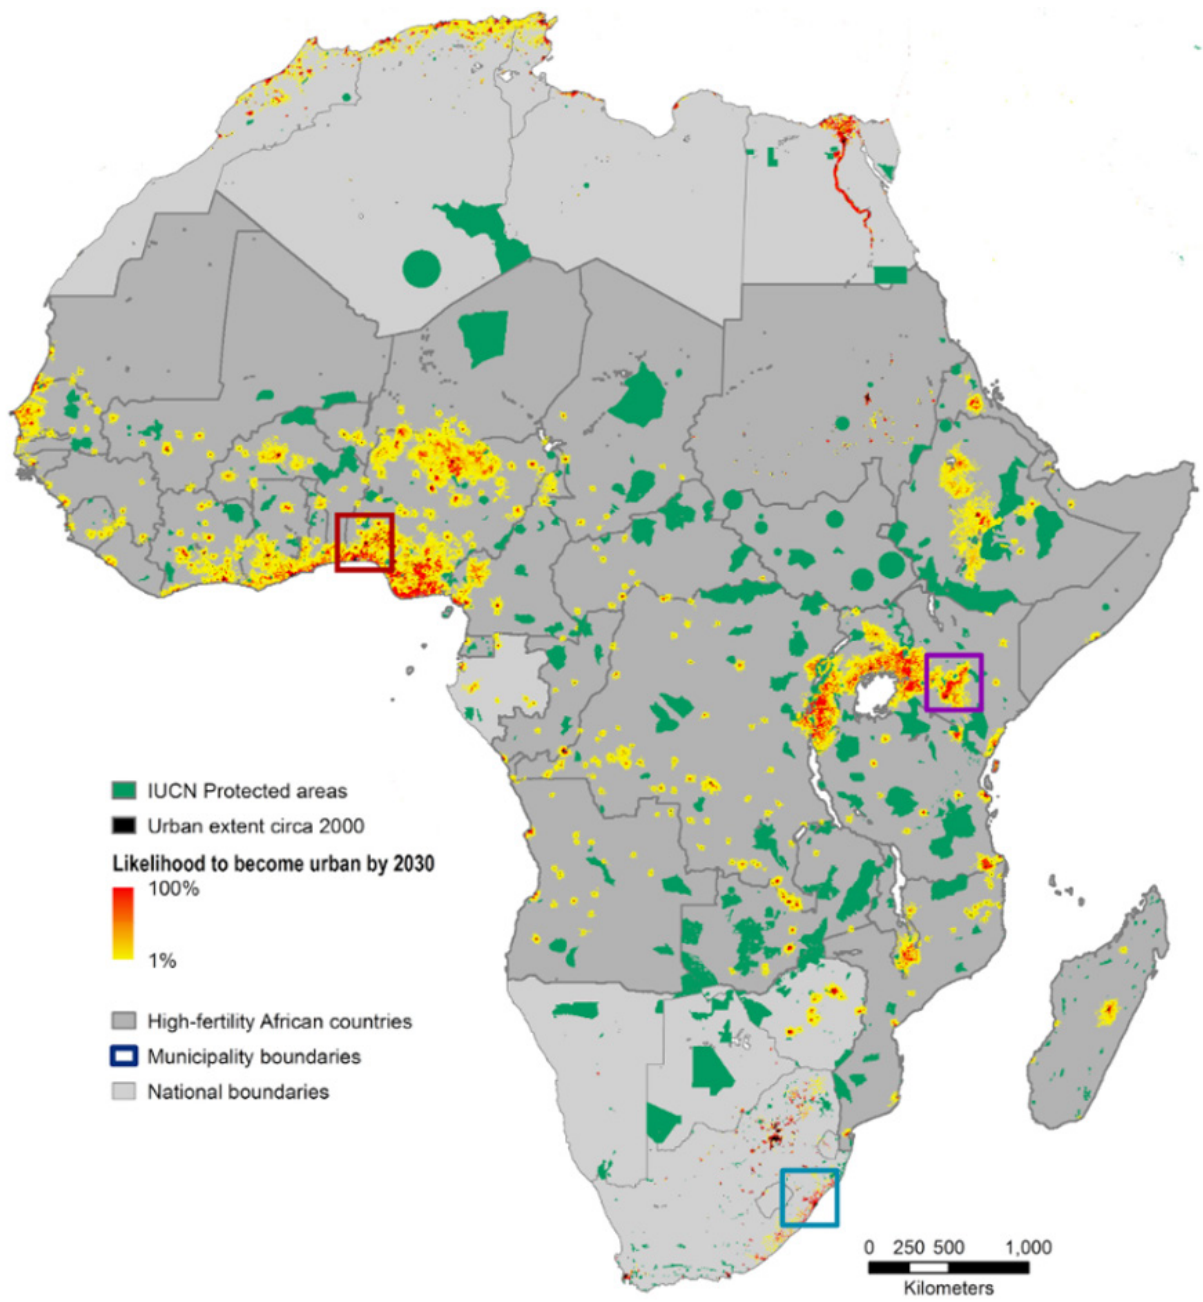 IUCN Protected areas
Urban extent circa 2000
Likelihood to become urban by 2030
100%
1%
High-fertility African countries
Municipality boundaries
National boundaries
0 250 500 1,000
Kilometers